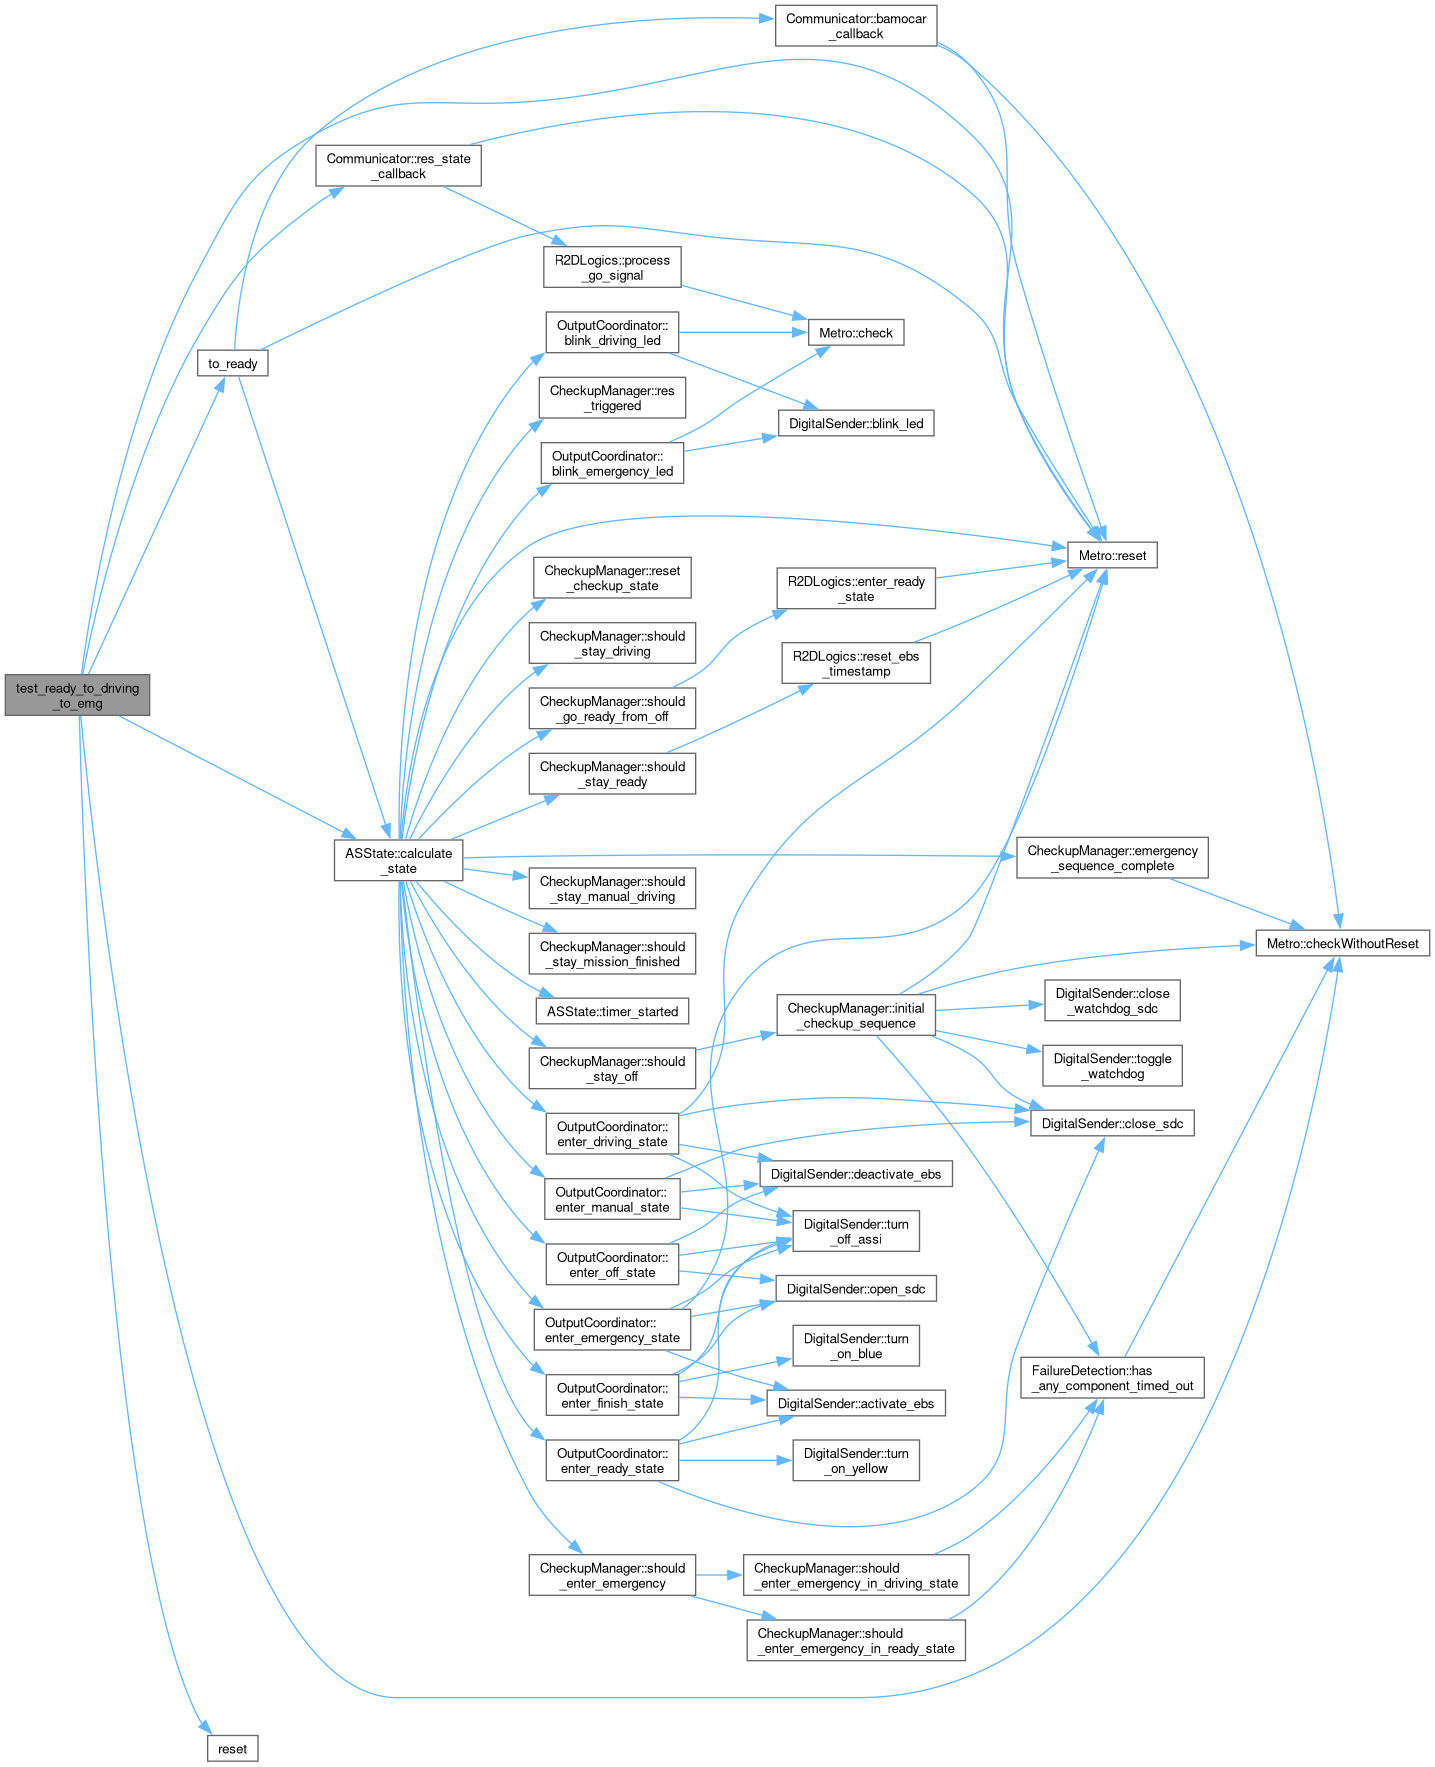 Communicator::bamocar
_callback
Communicator::res_state
_callback
R2DLogics::process
_go_signal
OutputCoordinator::
blink_driving_led
Metro::check
to_ready
CheckupManager::res
_triggered
DigitalSender::blink_led
OutputCoordinator::
blink_emergency_led
Metro::reset
CheckupManager::reset
_checkup_state
R2DLogics::enter_ready
_state
CheckupManager::should
_stay_driving
R2DLogics::reset_ebs
_timestamp
test_ready_to_driving
_to_emg
CheckupManager::should
_go_ready_from_off
CheckupManager::should
_stay_ready
ASState::calculate
_state
CheckupManager::emergency
_sequence_complete
CheckupManager::should
_stay_manual_driving
Metro::checkWithoutReset
CheckupManager::should
_stay_mission_finished
DigitalSender::close
_watchdog_sdc
ASState::timer_started
CheckupManager::initial
_checkup_sequence
CheckupManager::should
_stay_off
DigitalSender::toggle
_watchdog
DigitalSender::close_sdc
OutputCoordinator::
enter_driving_state
DigitalSender::deactivate_ebs
OutputCoordinator::
enter_manual_state
DigitalSender::turn
_off_assi
OutputCoordinator::
enter_off_state
DigitalSender::open_sdc
OutputCoordinator::
enter_emergency_state
DigitalSender::turn
_on_blue
FailureDetection::has
_any_component_timed_out
OutputCoordinator::
enter_finish_state
DigitalSender::activate_ebs
OutputCoordinator::
enter_ready_state
DigitalSender::turn
_on_yellow
CheckupManager::should
_enter_emergency
CheckupManager::should
_enter_emergency_in_driving_state
CheckupManager::should
_enter_emergency_in_ready_state
reset